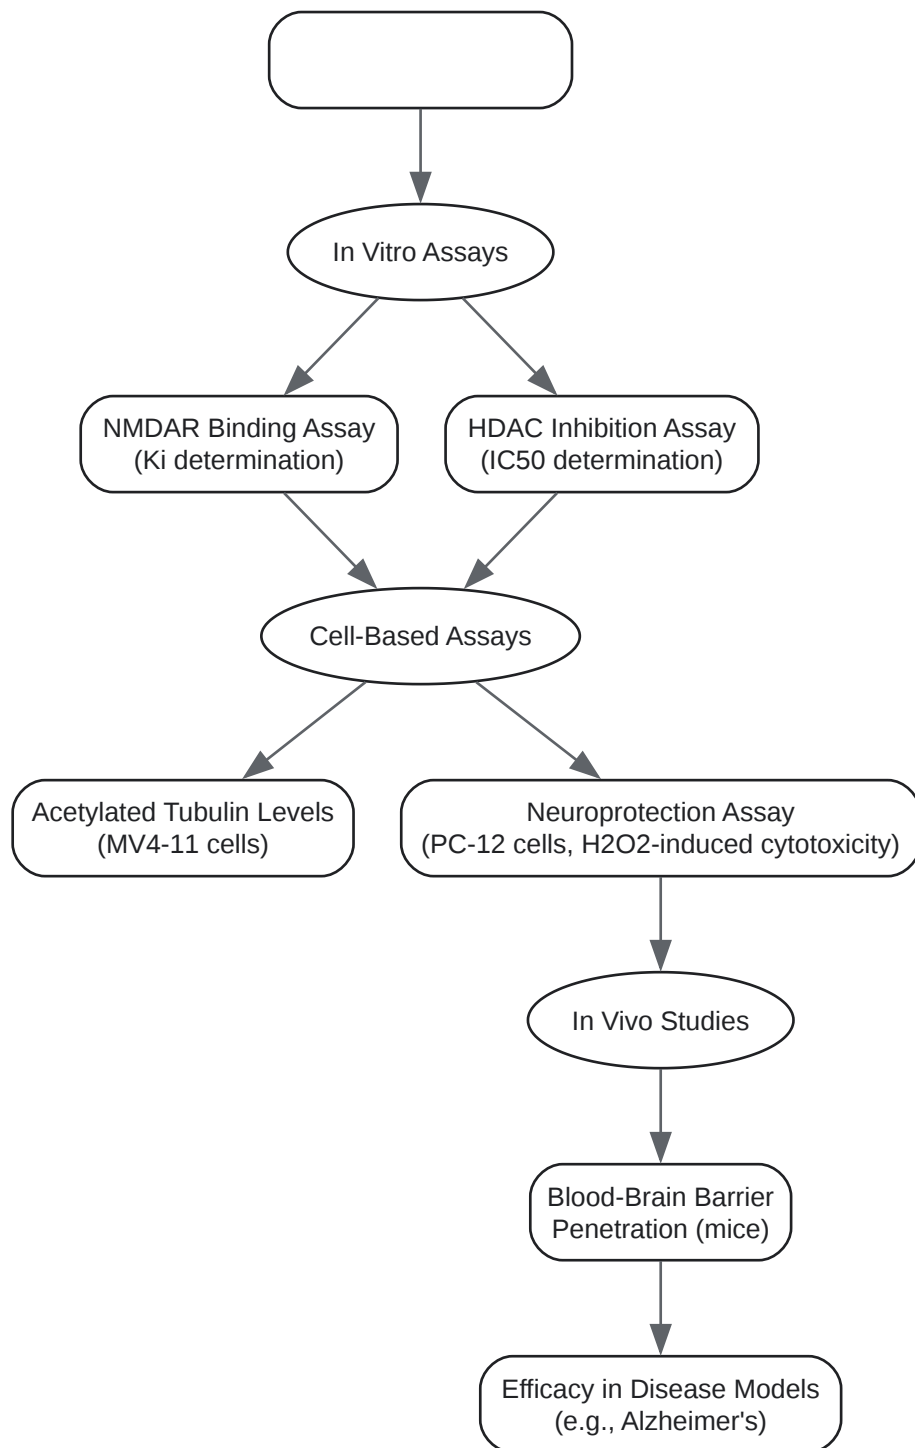 In Vitro Assays
NMDAR Binding Assay
(Ki determination)
HDAC Inhibition Assay
(IC50 determination)
Cell-Based Assays
Acetylated Tubulin Levels
(MV4-11 cells)
Neuroprotection Assay
(PC-12 cells, H2O2-induced cytotoxicity)
In Vivo Studies
Blood-Brain Barrier
Penetration (mice)
Efficacy in Disease Models
(e.g., Alzheimer's)